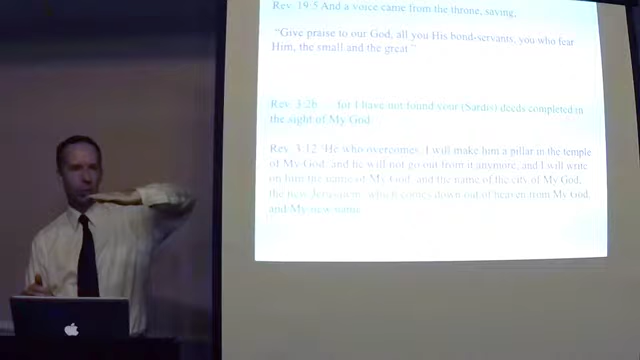 Rev. 19:5 And a voice came from the throne, saying,
"Give praise to our God, all you His bond-servants, you who fear
Him, the small and the great."
Rev. 3:2b ... for I have not found your (Sardis) deeds completed in
the sight of My God.
Rev. 3:12 'He who overcomes, I will make him a pillar in the temple
of My God, and he will not go out from it anymore; and I will write
on him the name of My God, and the name of the city of My God,
the new Jerusalem, which comes down out of heaven from My God,
and My new name.